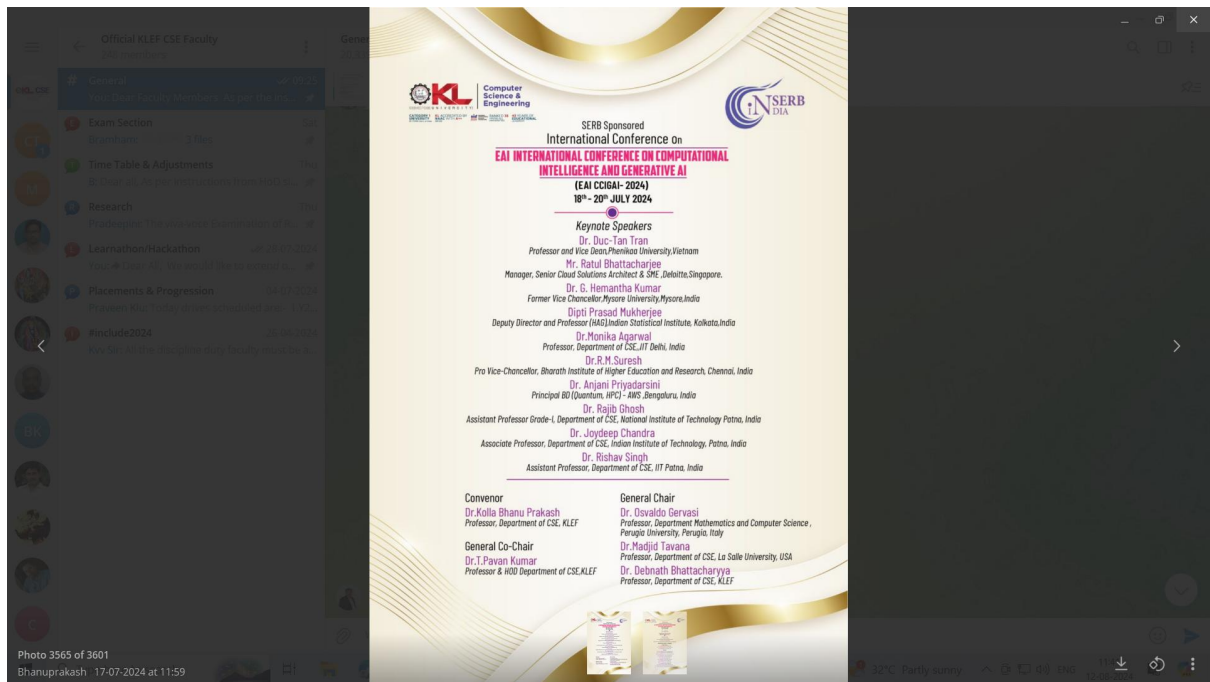 Official KLEF CSE Faculty
General
Exam Section
Time Table & Adjustments
Research
Learnathon/Hackathon
Placements & Progression
#include2024
BK
KL
Computer
Science &
Engineering
iNSERB
DIA
SERB Sponsored
International Conference on
EAI INTERNATIONAL CONFERENCE ON COMPUTATIONAL
INTELLIGENCE AND GENERATIVE AI
(EAI CCIGAI- 2024)
18th - 20th JULY 2024
Keynote Speakers
Dr. Duc-Tan Tran
Professor and Vice Dean,Phenikaa University,Vietnam
Mr. Ratul Bhattacharjee
Manager, Senior Cloud Solutions Architect & SME ,Deloitte,Singapore.
Dr. G. Hemantha Kumar
Former Vice Chancellor,Mysore University,Mysore,India
Dipti Prasad Mukherjee
Deputy Director and Professor (HAG),Indian Statistical Institute, Kolkata,India
Dr.Monika Agarwal
Professor, Department of CSE,,IIT Delhi, India
Dr.R.M.Suresh
Pro Vice-Chancellor, Bharath Institute of Higher Education and Research, Chennai, India
Dr. Anjani Priyadarsini
Principal BD (Quantum, HPC) - AWS ,Bengaluru, India
Dr. Rajib Ghosh
Assistant Professor Grade-I, Department of CSE, National Institute of Technology Patna, India
Dr. Joydeep Chandra
Associate Professor, Department of CSE, Indian Institute of Technology, Patna, India
Dr. Rishav Singh
Assistant Professor, Department of CSE, IIT Patna, India
Convenor
Dr.Kolla Bhanu Prakash
Professor, Department of CSE, KLEF
General Co-Chair
Dr.T.Pavan Kumar
Professor & HOD Department of CSE,KLEF
General Chair
Dr. Osvaldo Gervasi
Professor, Department Mathematics and Computer Science ,
Perugia University, Perugia, Italy
Dr.Madjid Tavana
Professor, Department of CSE, La Salle University, USA
Dr. Debnath Bhattacharyya
Professor, Department of CSE, KLEF
Photo 3565 of 3601
Bhanuprakash 17-07-2024 at 11:59
32°C Partly sunny
ENG